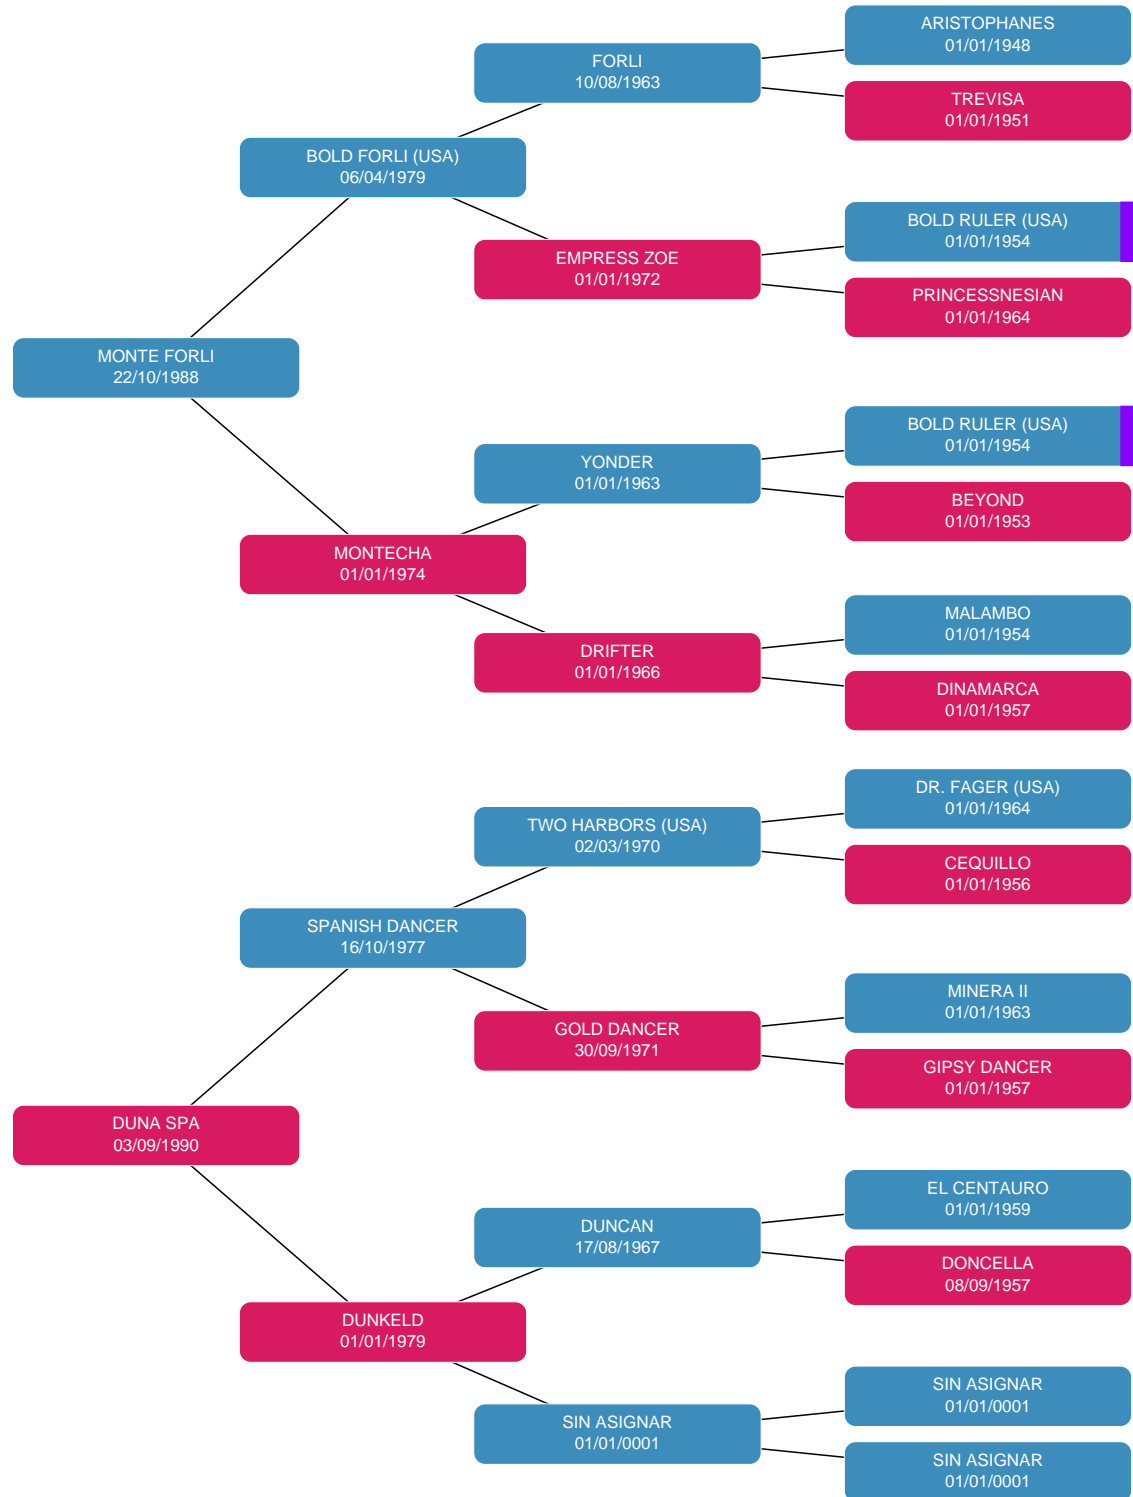 ARISTOPHANES
01/01/1948
FORLI
10/08/1963
TREVISA
01/01/1951
BOLD FORLI (USA)
06/04/1979
BOLD RULER (USA)
01/01/1954
EMPRESS ZOE
01/01/1972
PRINCESSNESIAN
01/01/1964
MONTE FORLI
22/10/1988
BOLD RULER (USA)
01/01/1954
YONDER
01/01/1963
BEYOND
01/01/1953
MONTECHA
01/01/1974
MALAMBO
01/01/1954
DRIFTER
01/01/1966
DINAMARCA
01/01/1957
DR. FAGER (USA)
01/01/1964
TWO HARBORS (USA)
02/03/1970
CEQUILLO
01/01/1956
SPANISH DANCER
16/10/1977
MINERA II
01/01/1963
GOLD DANCER
30/09/1971
GIPSY DANCER
01/01/1957
DUNA SPA
03/09/1990
EL CENTAURO
01/01/1959
DUNCAN
17/08/1967
DONCELLA
08/09/1957
DUNKELD
01/01/1979
SIN ASIGNAR
01/01/0001
SIN ASIGNAR
01/01/0001
SIN ASIGNAR
01/01/0001